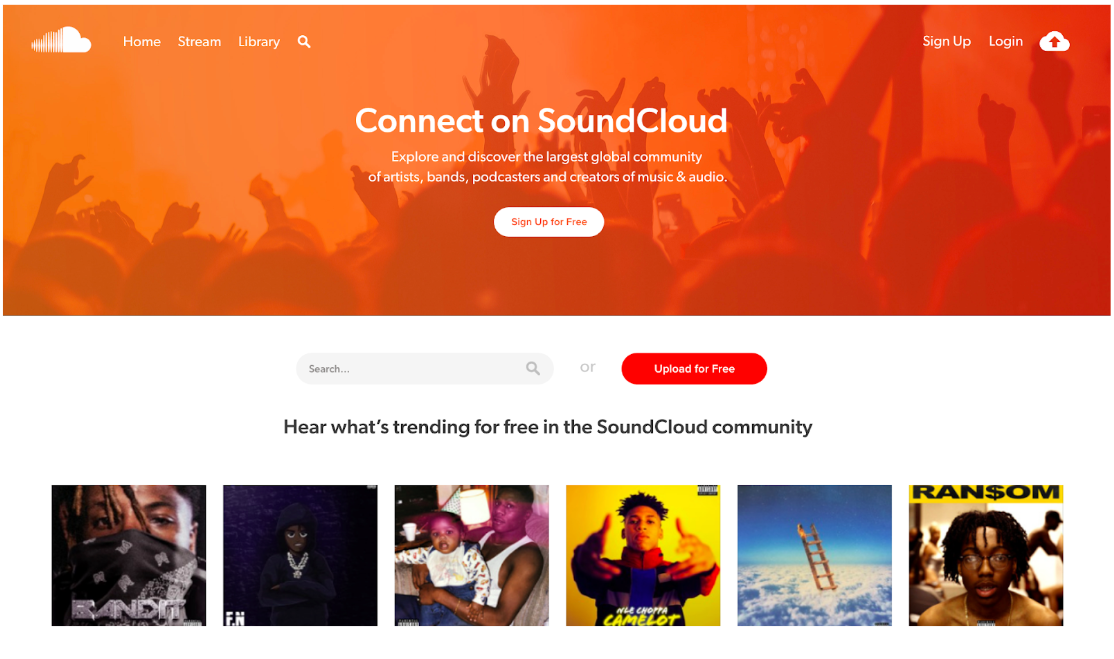 Home Stream Library
Sign Up Login
Connect on SoundCloud
Explore and discover the largest global community
of artists, bands, podcasters and creators of music & audio.
Sign Up for Free
Search...
or
Upload for Free
Hear what's trending for free in the SoundCloud community
BANDIT
F.N
NLE CHOPPA
CAMELOT
RAN$OM